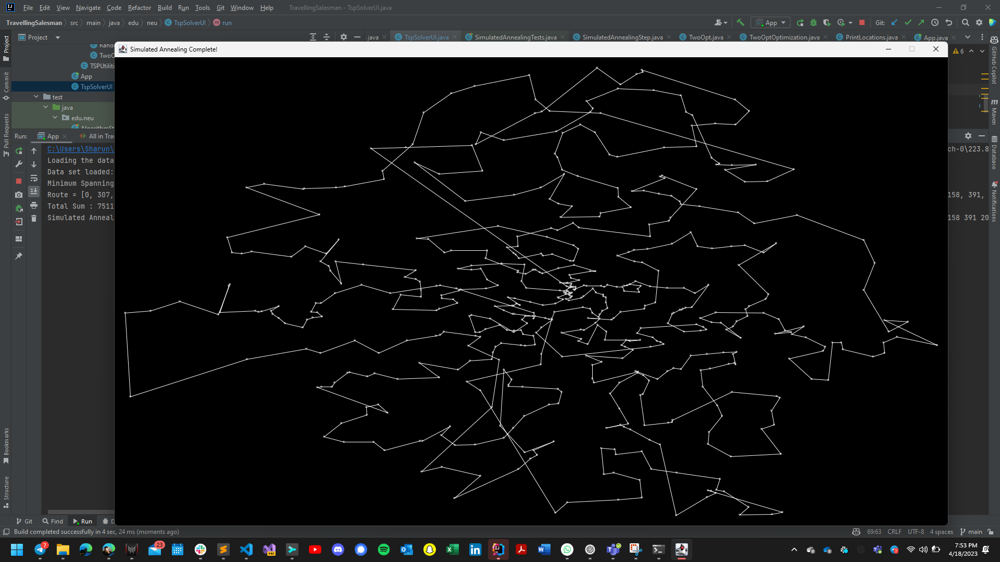 File Edit View Navigate Code Refactor Build Run Tools Git Window Help TravellingSalesman - TspSolverUI.java
TravellingSalesman src main java edu neu TspSolverUI run App Git:
Project .java TspSolverUI.java SimulatedAnnealingTests.java SimulatedAnnealingStep.java TwoOpt.java TwoOptOptimization.java PrintLocations.java App.java
Simulated Annealing Complete!
6
Rand
TwoO
TSPUtiliti
App
TspSolverUI
test
java
edu.neu
AlgorithmSt
Run: App All in Trav
C:\Users\Sharun\ ch-0\223.8
Loading the data
Data set loaded:
Minimum Spanning
Route = [0, 307, 158, 391,
Total Sum : 7511
Simulated Anneal 158 391 20
Project
Commit
Pull Requests
Bookmarks
Structure
GitHub Copilot
Maven
Database
Notifications
Git Find Run D
Build completed successfully in 4 sec, 24 ms (moments ago) 69:63 CRLF UTF-8 4 spaces main
7 23 PRE 7:53 PM
4/18/2023